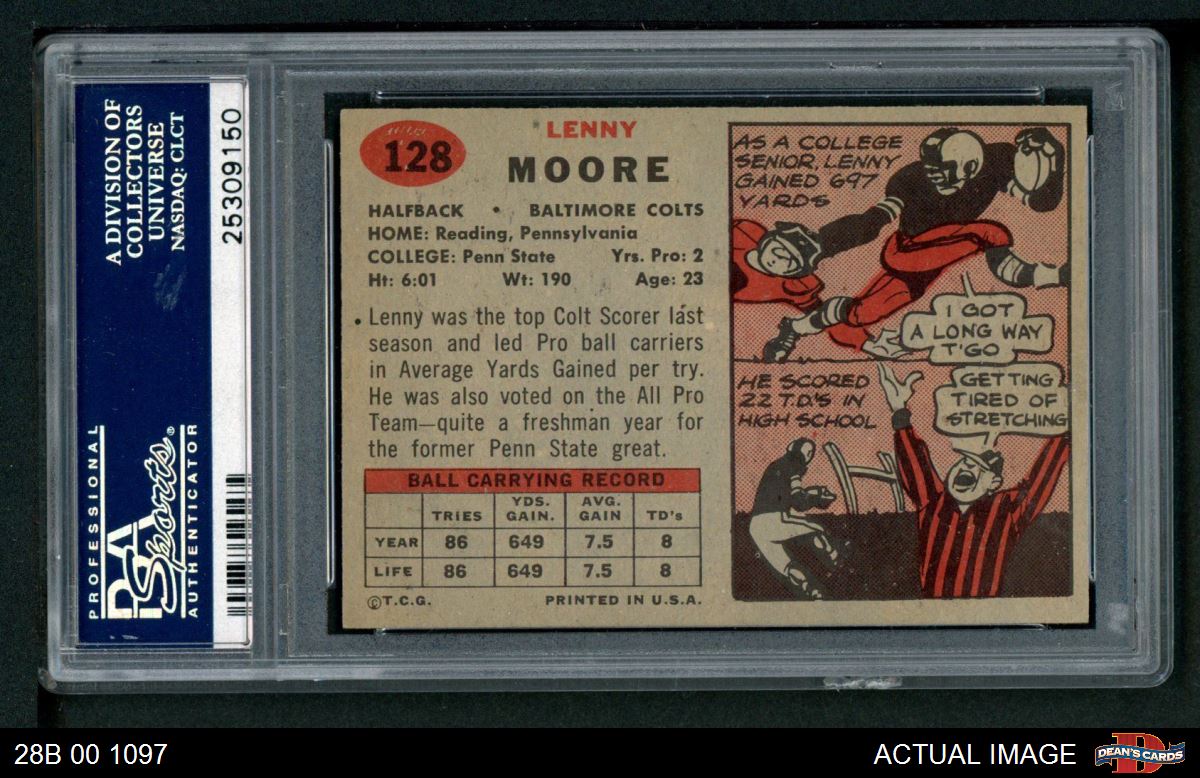 A DIVISION OF
COLLECTORS
UNIVERSE
NASDAQ: CLCT
25309150
PROFESSIONAL
PSA
Sports®
AUTHENTICATOR
128
LENNY
MOORE
HALFBACK • BALTIMORE COLTS
HOME: Reading, Pennsylvania
COLLEGE: Penn State Yrs. Pro: 2
Ht: 6:01 Wt: 190 Age: 23
Lenny was the top Colt Scorer last
season and led Pro ball carriers
in Average Yards Gained per try.
He was also voted on the All Pro
Team—quite a freshman year for
the former Penn State great.
BALL CARRYING RECORD
TRIES YDS. GAIN. AVG. GAIN TD's
YEAR 86 649 7.5 8
LIFE 86 649 7.5 8
©T.C.G. PRINTED IN U.S.A.
AS A COLLEGE
SENIOR, LENNY
GAINED 697
YARDS
I GOT
A LONG WAY
T'GO
HE SCORED
22 T.D.'S IN
HIGH SCHOOL
GETTING
TIRED OF
STRETCHING
28B 00 1097
ACTUAL IMAGE
DEAN'S CARDS